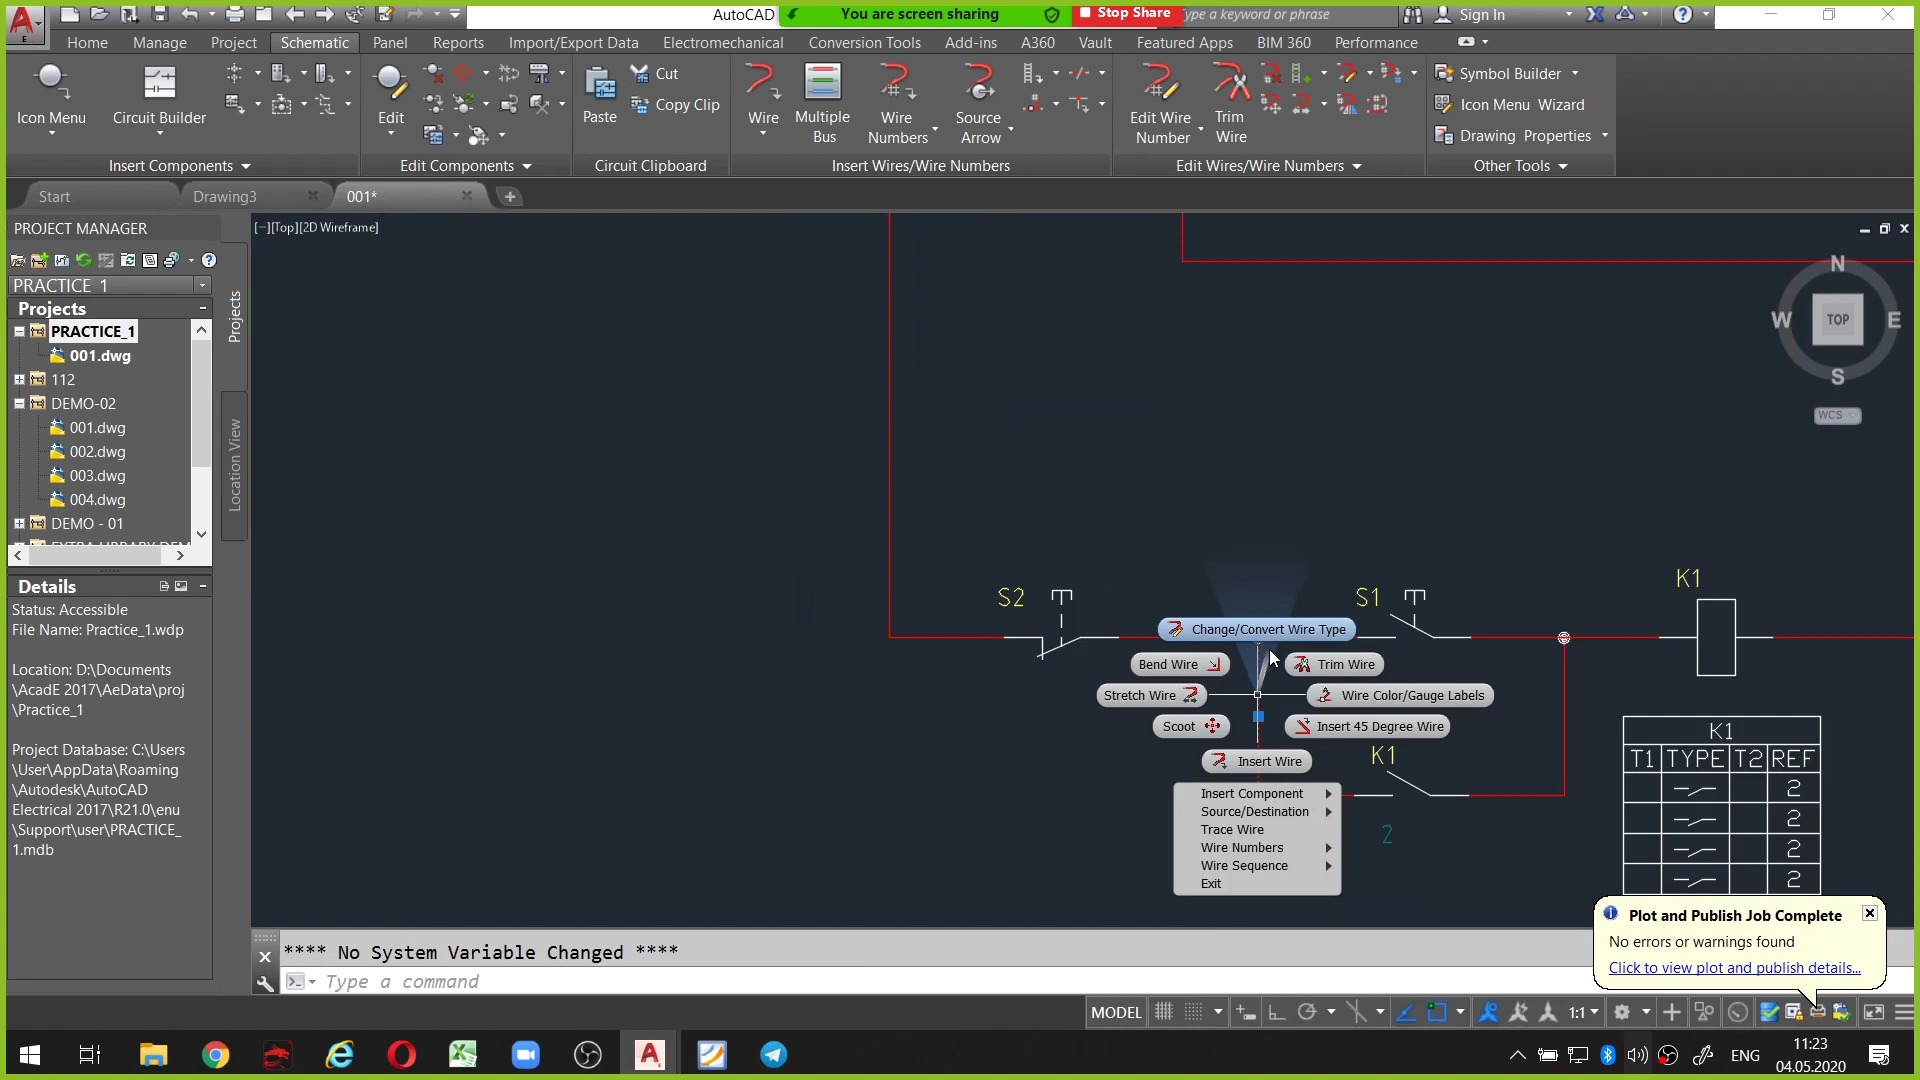 AutoCAD
You are screen sharing
Stop Share
Type a keyword or phrase
Sign In
E
Home
Manage
Project
Schematic
Panel
Reports
Import/Export Data
Electromechanical
Conversion Tools
Add-ins
A360
Vault
Featured Apps
BIM 360
Performance
Icon Menu
Circuit Builder
Edit
Paste
Cut
Copy Clip
Wire
Multiple
Bus
Wire
Numbers
Source
Arrow
Edit Wire
Number
Trim
Wire
Symbol Builder
Icon Menu Wizard
Drawing Properties
Insert Components
Edit Components
Circuit Clipboard
Insert Wires/Wire Numbers
Edit Wires/Wire Numbers
Other Tools
Start
Drawing3
001*
PROJECT MANAGER
PRACTICE_1
Projects
PRACTICE_1
001.dwg
112
DEMO-02
001.dwg
002.dwg
003.dwg
004.dwg
DEMO - 01
Projects
Location View
Details
Status: Accessible
File Name: Practice_1.wdp
Location: D:\Documents
\AcadE 2017\AeData\proj
\Practice_1
Project Database: C:\Users
\User\AppData\Roaming
\Autodesk\AutoCAD
Electrical 2017\R21.0\enu
\Support\user\PRACTICE_
1.mdb
[−][Top][2D Wireframe]
N
W
TOP
E
S
WCS
S2
S1
K1
Change/Convert Wire Type
Bend Wire
Trim Wire
Stretch Wire
Wire Color/Gauge Labels
Scoot
Insert 45 Degree Wire
Insert Wire
K1
2
Insert Component
Source/Destination
Trace Wire
Wire Numbers
Wire Sequence
Exit
K1
T1 TYPE T2 REF
2
2
2
2
**** No System Variable Changed ****
Type a command
Plot and Publish Job Complete
No errors or warnings found
Click to view plot and publish details...
MODEL
1:1
ENG
11:23
04.05.2020